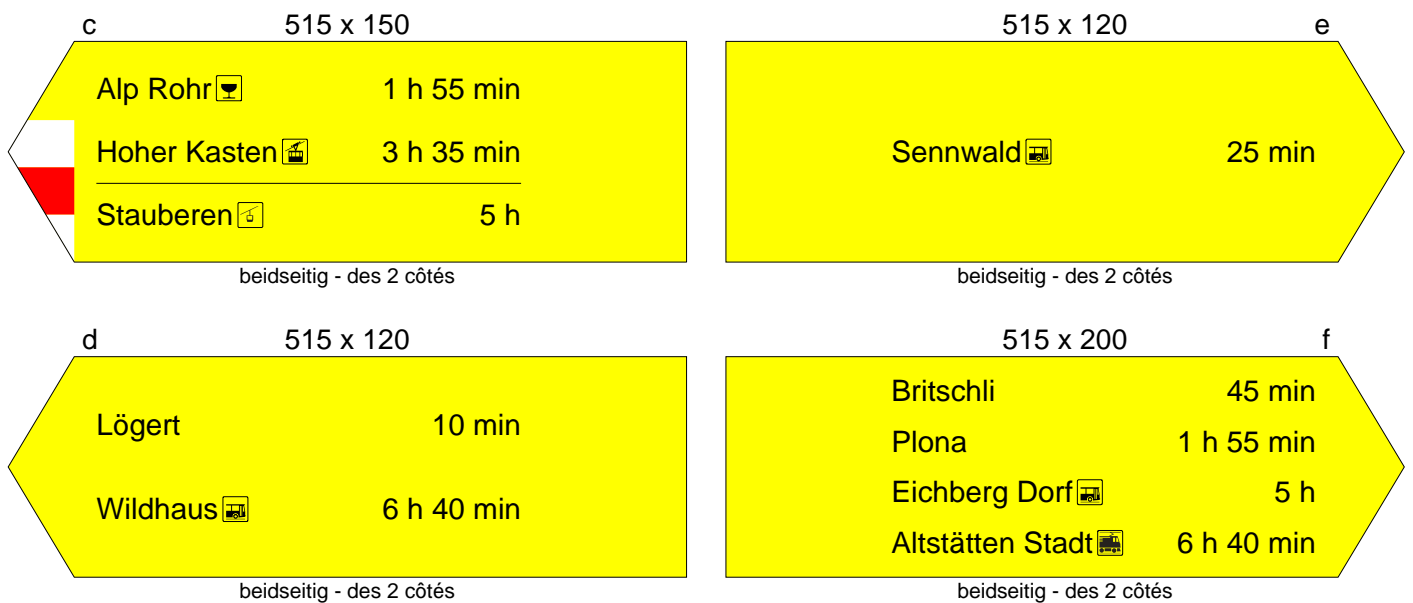 c 515 x 150
Alp Rohr 1 h 55 min
Hoher Kasten 3 h 35 min
Stauberen 5 h
beidseitig - des 2 côtés
515 x 120 e
Sennwald 25 min
beidseitig - des 2 côtés
d 515 x 120
Lögert 10 min
Wildhaus 6 h 40 min
beidseitig - des 2 côtés
515 x 200 f
Britschli 45 min
Plona 1 h 55 min
Eichberg Dorf 5 h
Altstätten Stadt 6 h 40 min
beidseitig - des 2 côtés